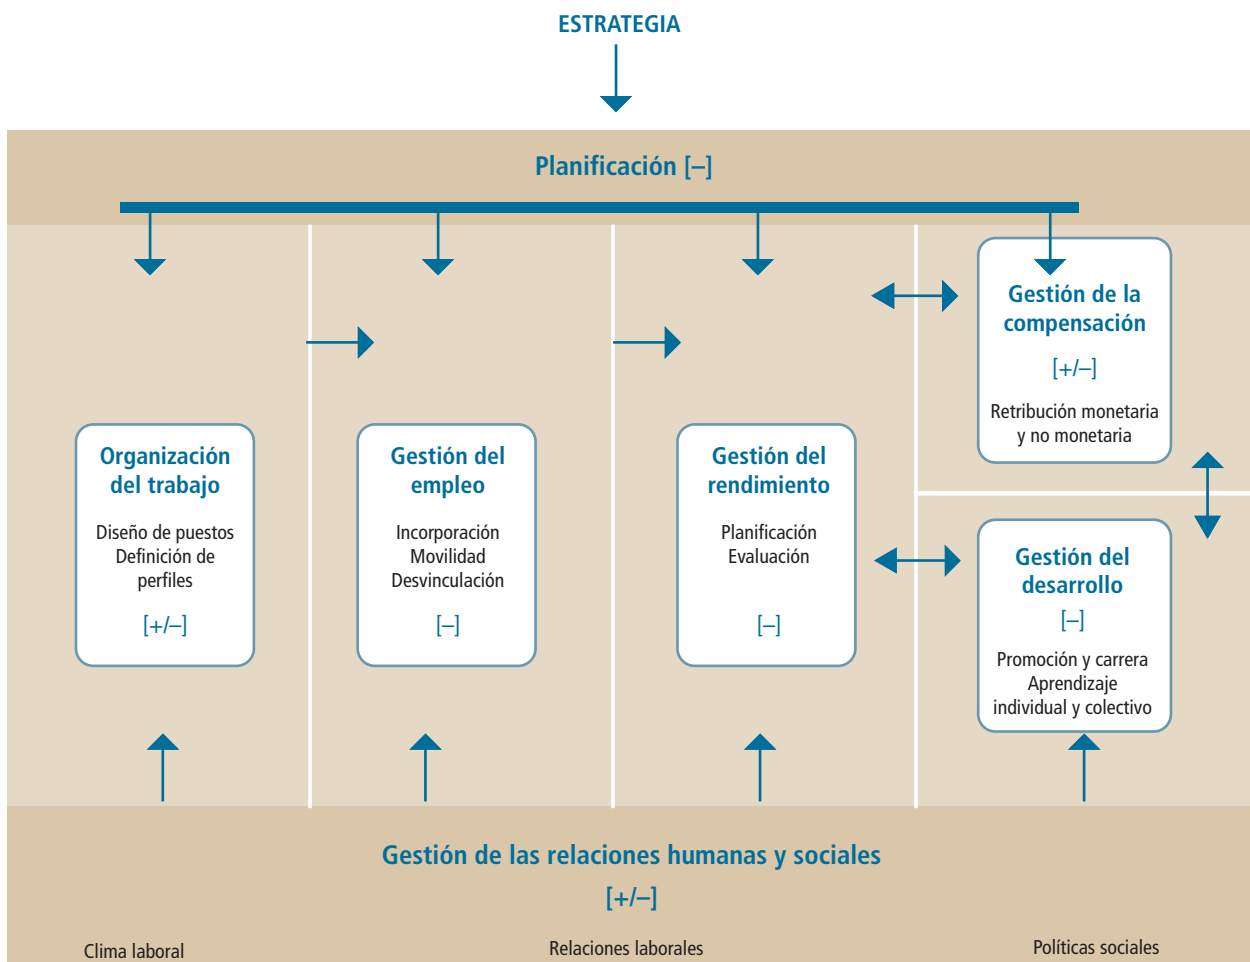 ESTRATEGIA
Planificación [–]
Organización
del trabajo
Diseño de puestos
Definición de
perfiles
[+/–]
Gestión del
empleo
Incorporación
Movilidad
Desvinculación
[–]
Gestión del
rendimiento
Planificación
Evaluación
[–]
Gestión de la
compensación
[+/–]
Retribución monetaria
y no monetaria
Gestión del
desarrollo
[–]
Promoción y carrera
Aprendizaje
individual y colectivo
Gestión de las relaciones humanas y sociales
[+/–]
Clima laboral
Relaciones laborales
Políticas sociales